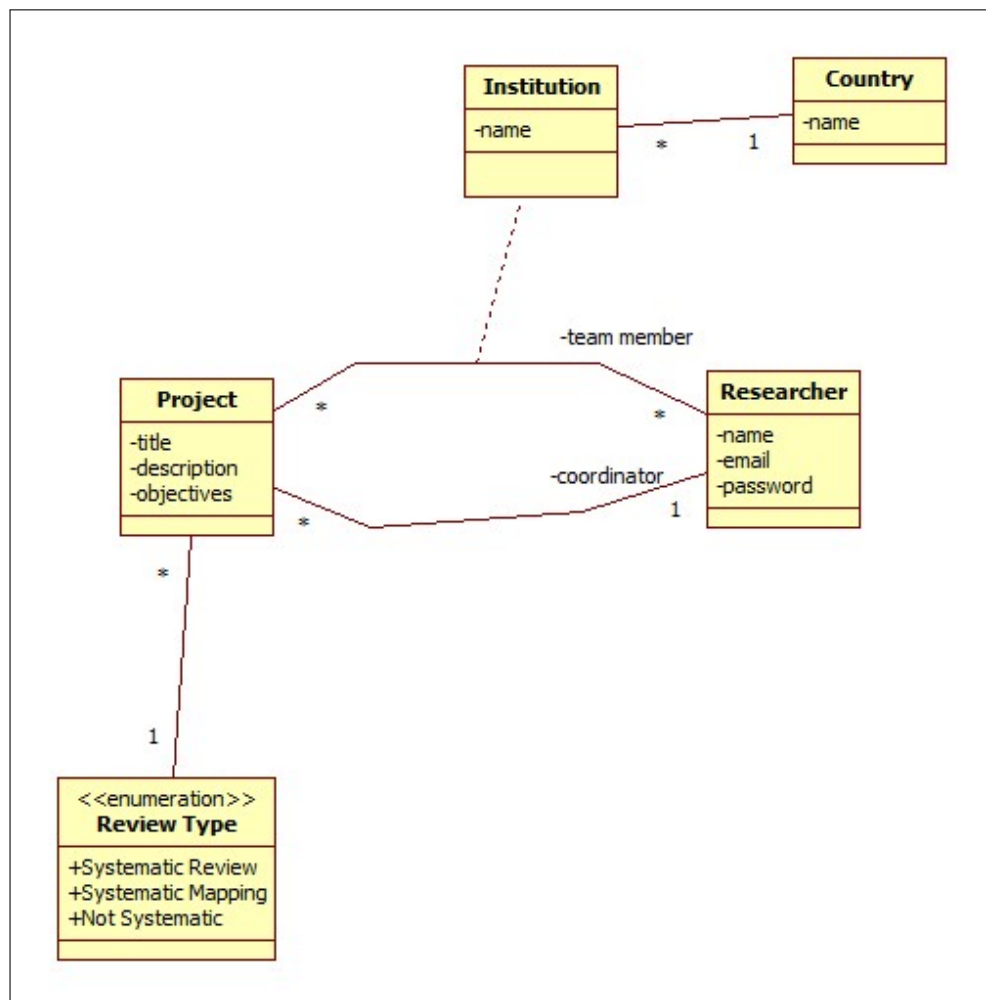 Institution
-name
*
1
Country
-name
-team member
*
*
Project
-title
-description
-objectives
Researcher
-name
-email
-password
-coordinator
*
1
*
1
<<enumeration>>
Review Type
+Systematic Review
+Systematic Mapping
+Not Systematic